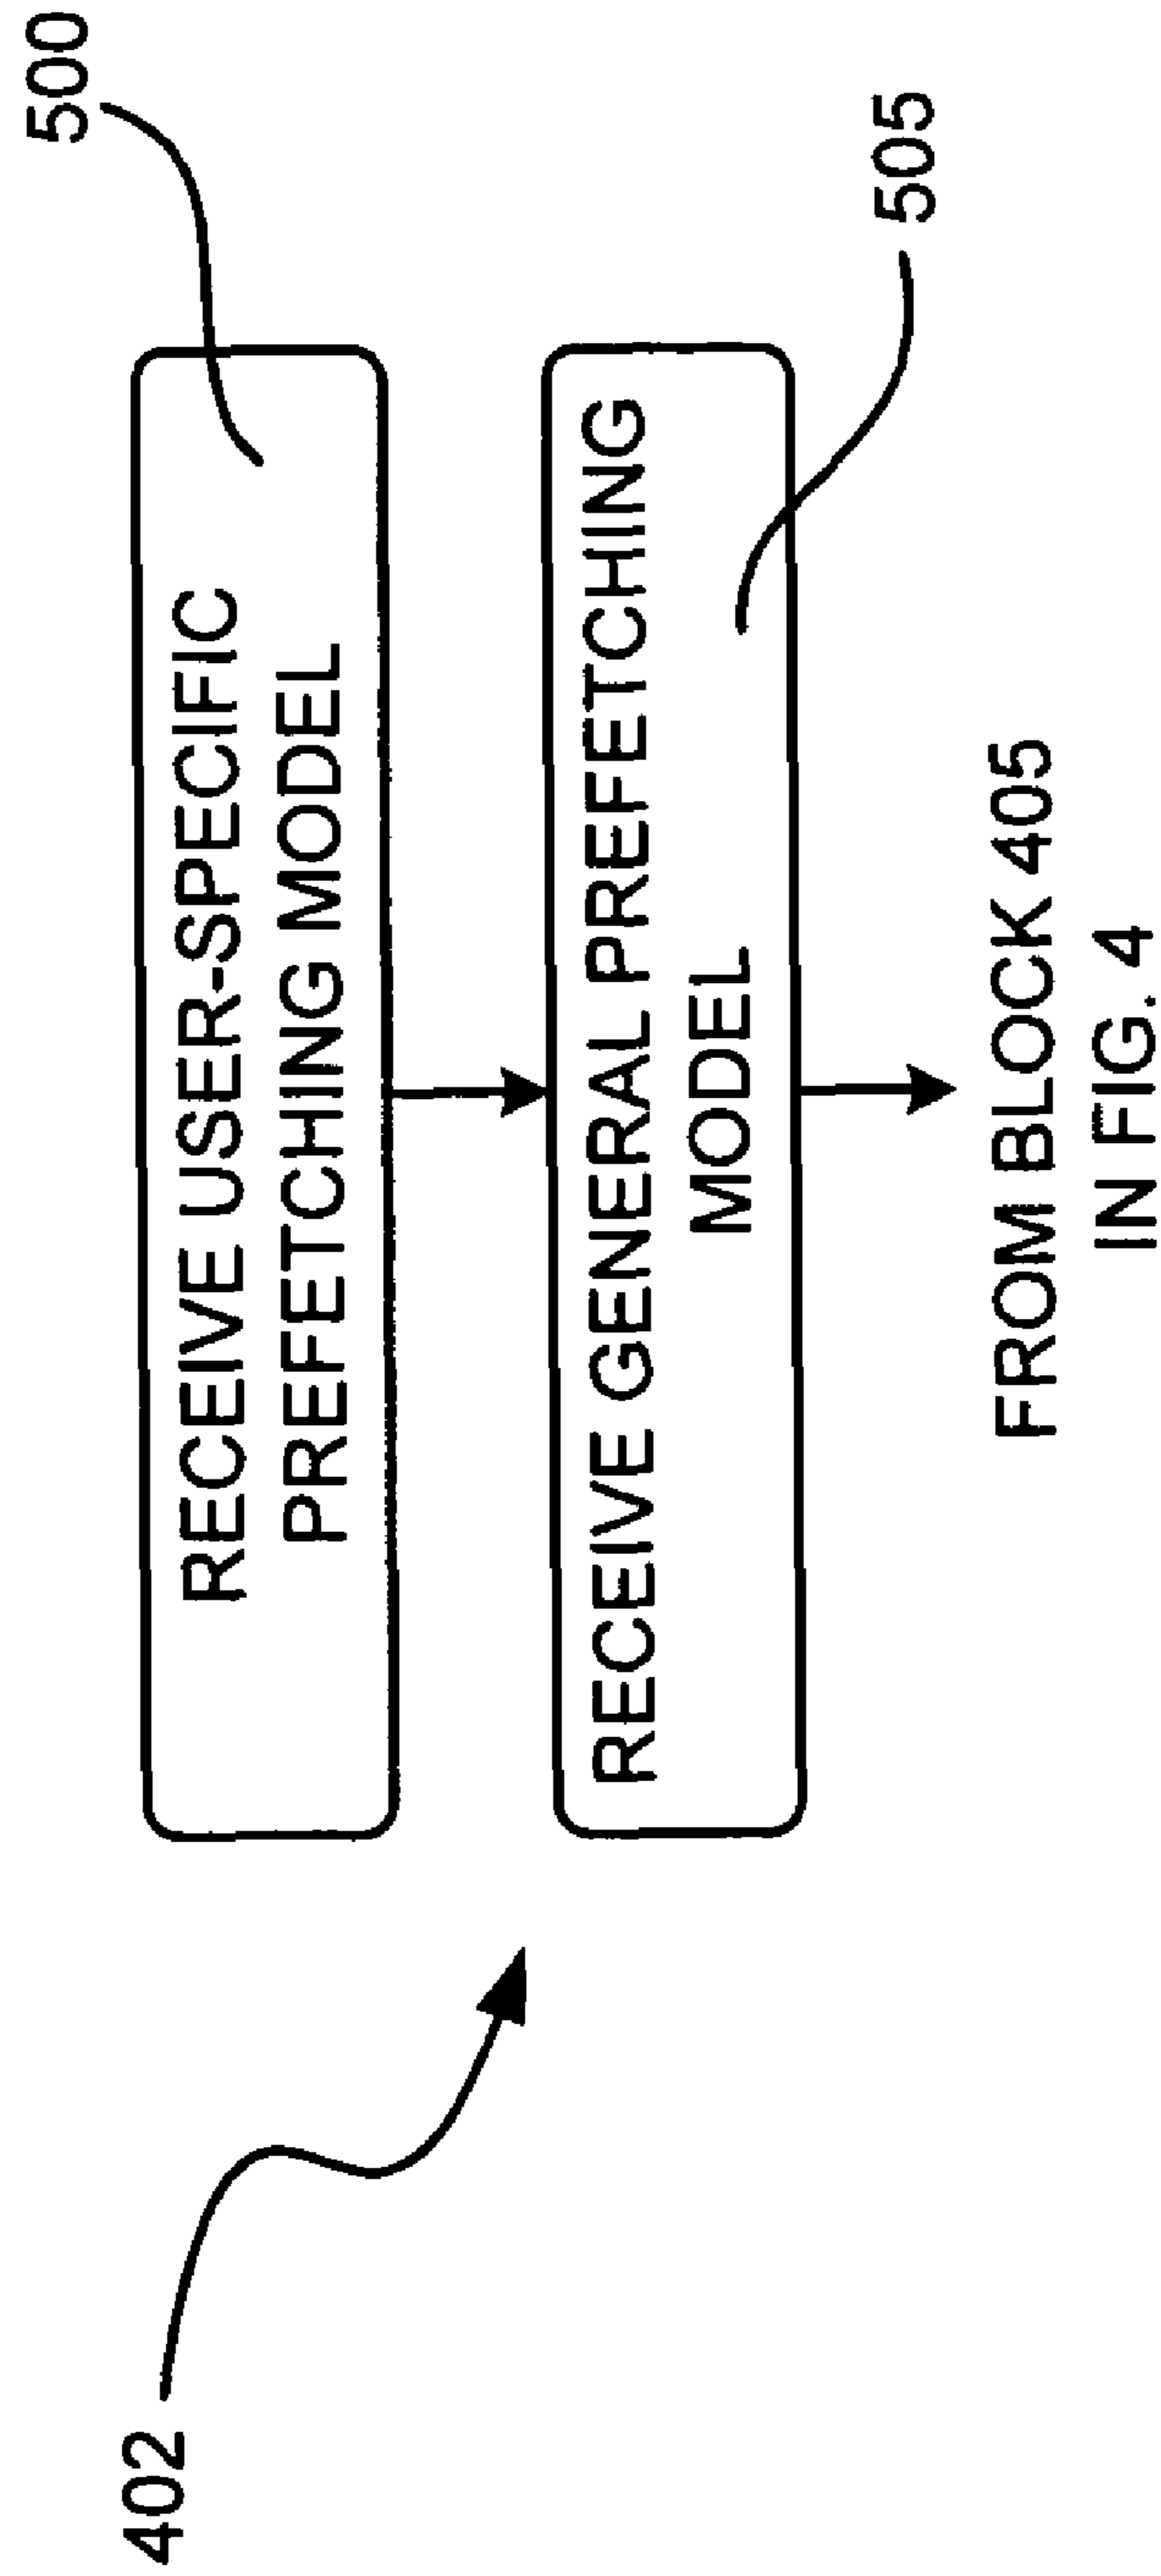 500
RECEIVE USER-SPECIFIC
PREFETCHING MODEL
505
RECEIVE GENERAL PREFETCHING
MODEL
402
FROM BLOCK 405
IN FIG. 4